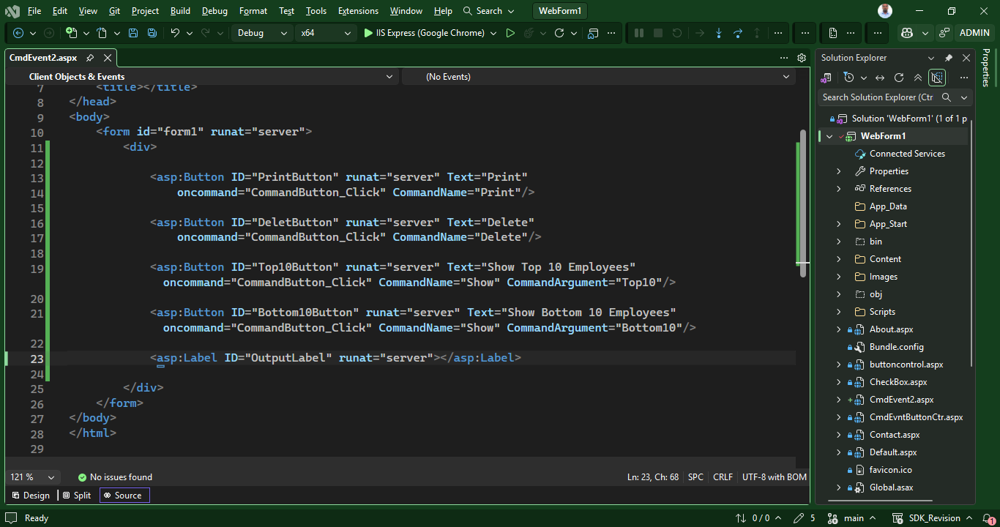 File Edit View Git Project Build Debug Format Test Tools Extensions Window Help Search WebForm1
Debug x64 IIS Express (Google Chrome) ADMIN
CmdEvent2.aspx
Client Objects & Events (No Events)
7 <title></title>
8 </head>
9 <body>
10 <form id="form1" runat="server">
11 <div>
12
13 <asp:Button ID="PrintButton" runat="server" Text="Print"
14 oncommand="CommandButton_Click" CommandName="Print"/>
15
16 <asp:Button ID="DeletButton" runat="server" Text="Delete"
17 oncommand="CommandButton_Click" CommandName="Delete"/>
18
19 <asp:Button ID="Top10Button" runat="server" Text="Show Top 10 Employees"
oncommand="CommandButton_Click" CommandName="Show" CommandArgument="Top10"/>
20
21 <asp:Button ID="Bottom10Button" runat="server" Text="Show Bottom 10 Employees"
oncommand="CommandButton_Click" CommandName="Show" CommandArgument="Bottom10"/>
22
23 <asp:Label ID="OutputLabel" runat="server"></asp:Label>
24
25 </div>
26 </form>
27 </body>
28 </html>
29
121 % No issues found Ln: 23, Ch: 68 SPC CRLF UTF-8 with BOM
Design Split Source
Solution Explorer
Search Solution Explorer (Ctr
Solution 'WebForm1' (1 of 1 p
WebForm1
Connected Services
Properties
References
App_Data
App_Start
bin
Content
Images
obj
Scripts
About.aspx
Bundle.config
buttoncontrol.aspx
CheckBox.aspx
CmdEvent2.aspx
CmdEvntButtonCtr.aspx
Contact.aspx
Default.aspx
favicon.ico
Global.asax
Properties
Ready 0 / 0 5 main SDK_Revision 1